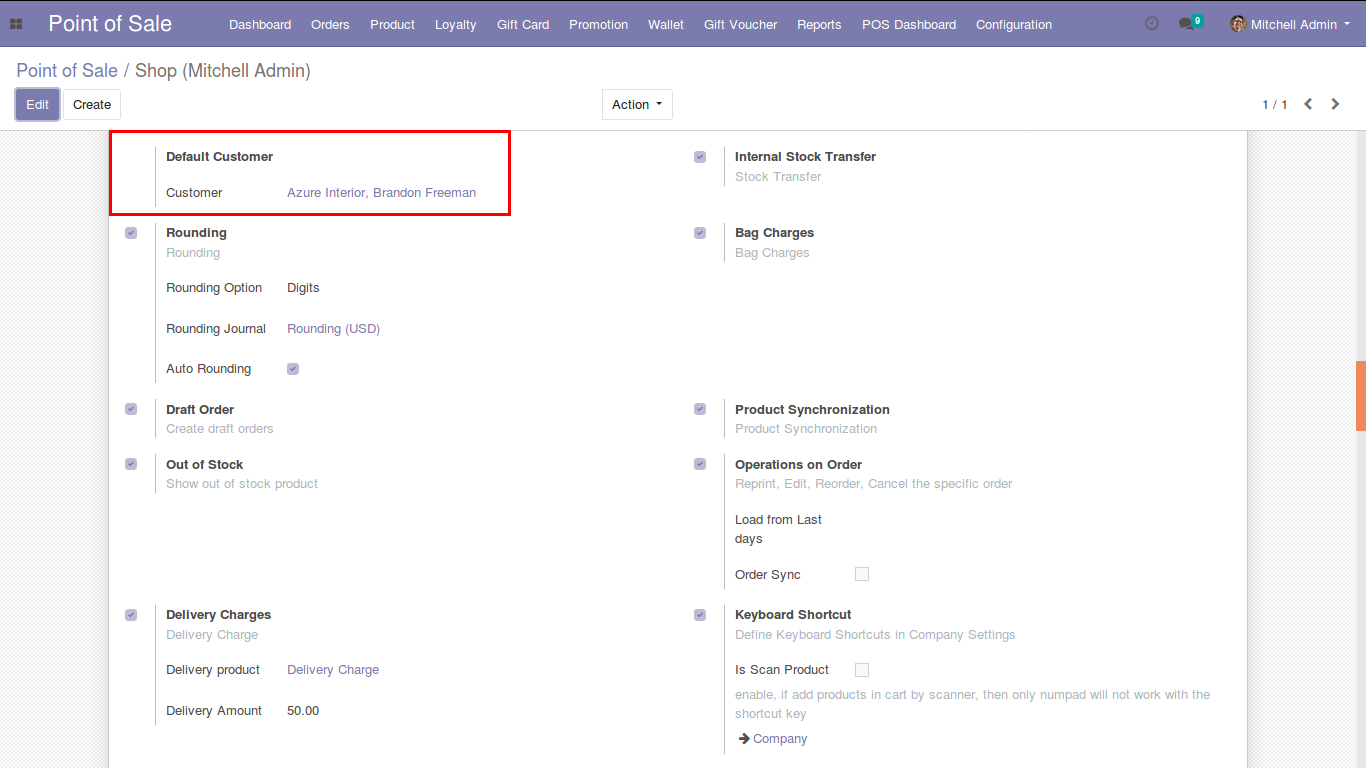 Point of Sale Dashboard Orders Product Loyalty Gift Card Promotion Wallet Gift Voucher Reports POS Dashboard Configuration 9 Mitchell Admin
Point of Sale / Shop (Mitchell Admin)
Edit Create Action 1 / 1
Default Customer
Customer Azure Interior, Brandon Freeman
Internal Stock Transfer
Stock Transfer
Rounding
Rounding
Rounding Option Digits
Rounding Journal Rounding (USD)
Auto Rounding
Bag Charges
Bag Charges
Draft Order
Create draft orders
Product Synchronization
Product Synchronization
Out of Stock
Show out of stock product
Operations on Order
Reprint, Edit, Reorder, Cancel the specific order
Load from Last
days
Order Sync
Delivery Charges
Delivery Charge
Delivery product Delivery Charge
Delivery Amount 50.00
Keyboard Shortcut
Define Keyboard Shortcuts in Company Settings
Is Scan Product
enable, if add products in cart by scanner, then only numpad will not work with the
shortcut key
Company